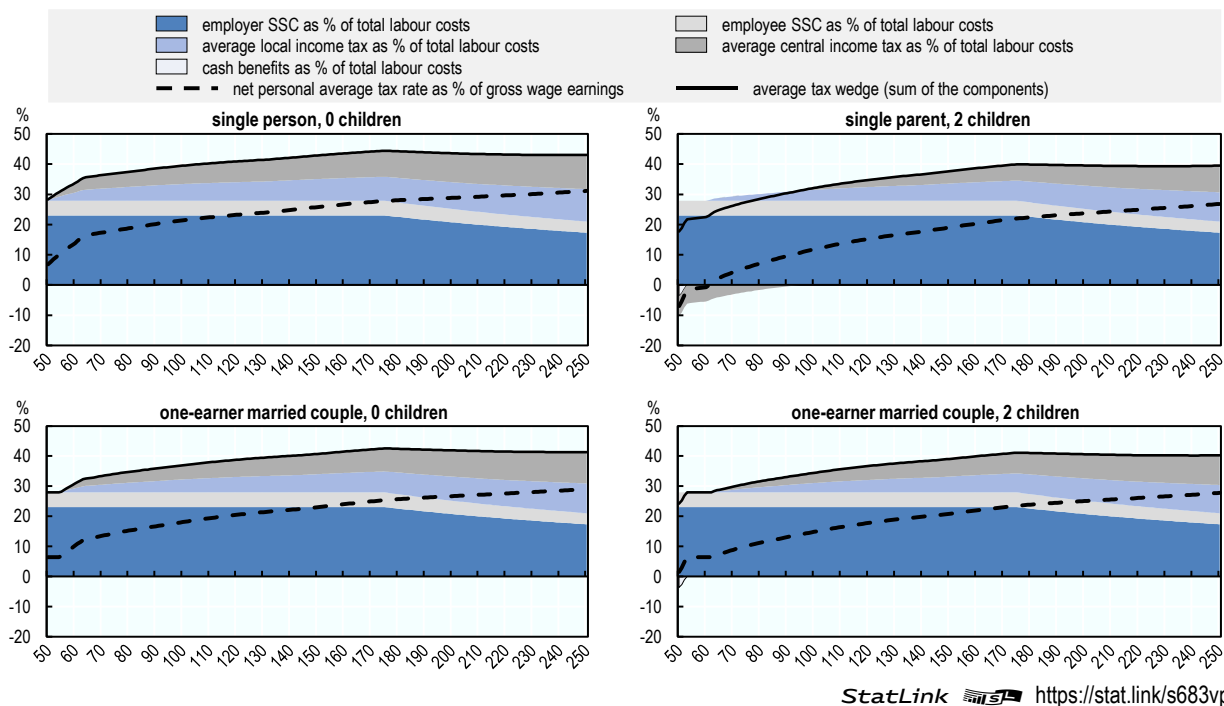 employer SSC as % of total labour costs
employee SSC as % of total labour costs
average local income tax as % of total labour costs
average central income tax as % of total labour costs
cash benefits as % of total labour costs
net personal average tax rate as % of gross wage earnings
average tax wedge (sum of the components)
%
single person, 0 children
50
40
30
20
10
0
-10
-20
50 60 70 80 90 100 110 120 130 140 150 160 170 180 190 200 210 220 230 240 250
%
single parent, 2 children
50
40
30
20
10
0
-10
-20
50 60 70 80 90 100 110 120 130 140 150 160 170 180 190 200 210 220 230 240 250
%
one-earner married couple, 0 children
50
40
30
20
10
0
-10
-20
50 60 70 80 90 100 110 120 130 140 150 160 170 180 190 200 210 220 230 240 250
%
one-earner married couple, 2 children
50
40
30
20
10
0
-10
-20
50 60 70 80 90 100 110 120 130 140 150 160 170 180 190 200 210 220 230 240 250
StatLink https://stat.link/s683vp